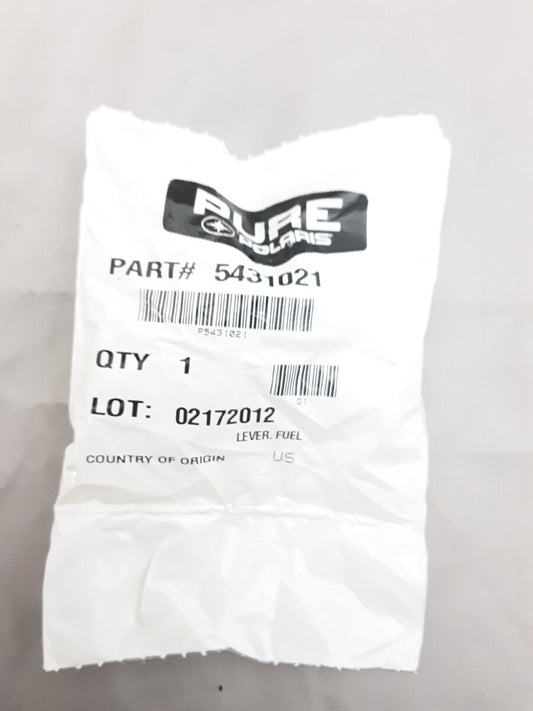 PURE
POLARIS
PART# 5431021
P5431021
QTY 1
01
LOT: 02172012
LEVER, FUEL
COUNTRY OF ORIGIN US